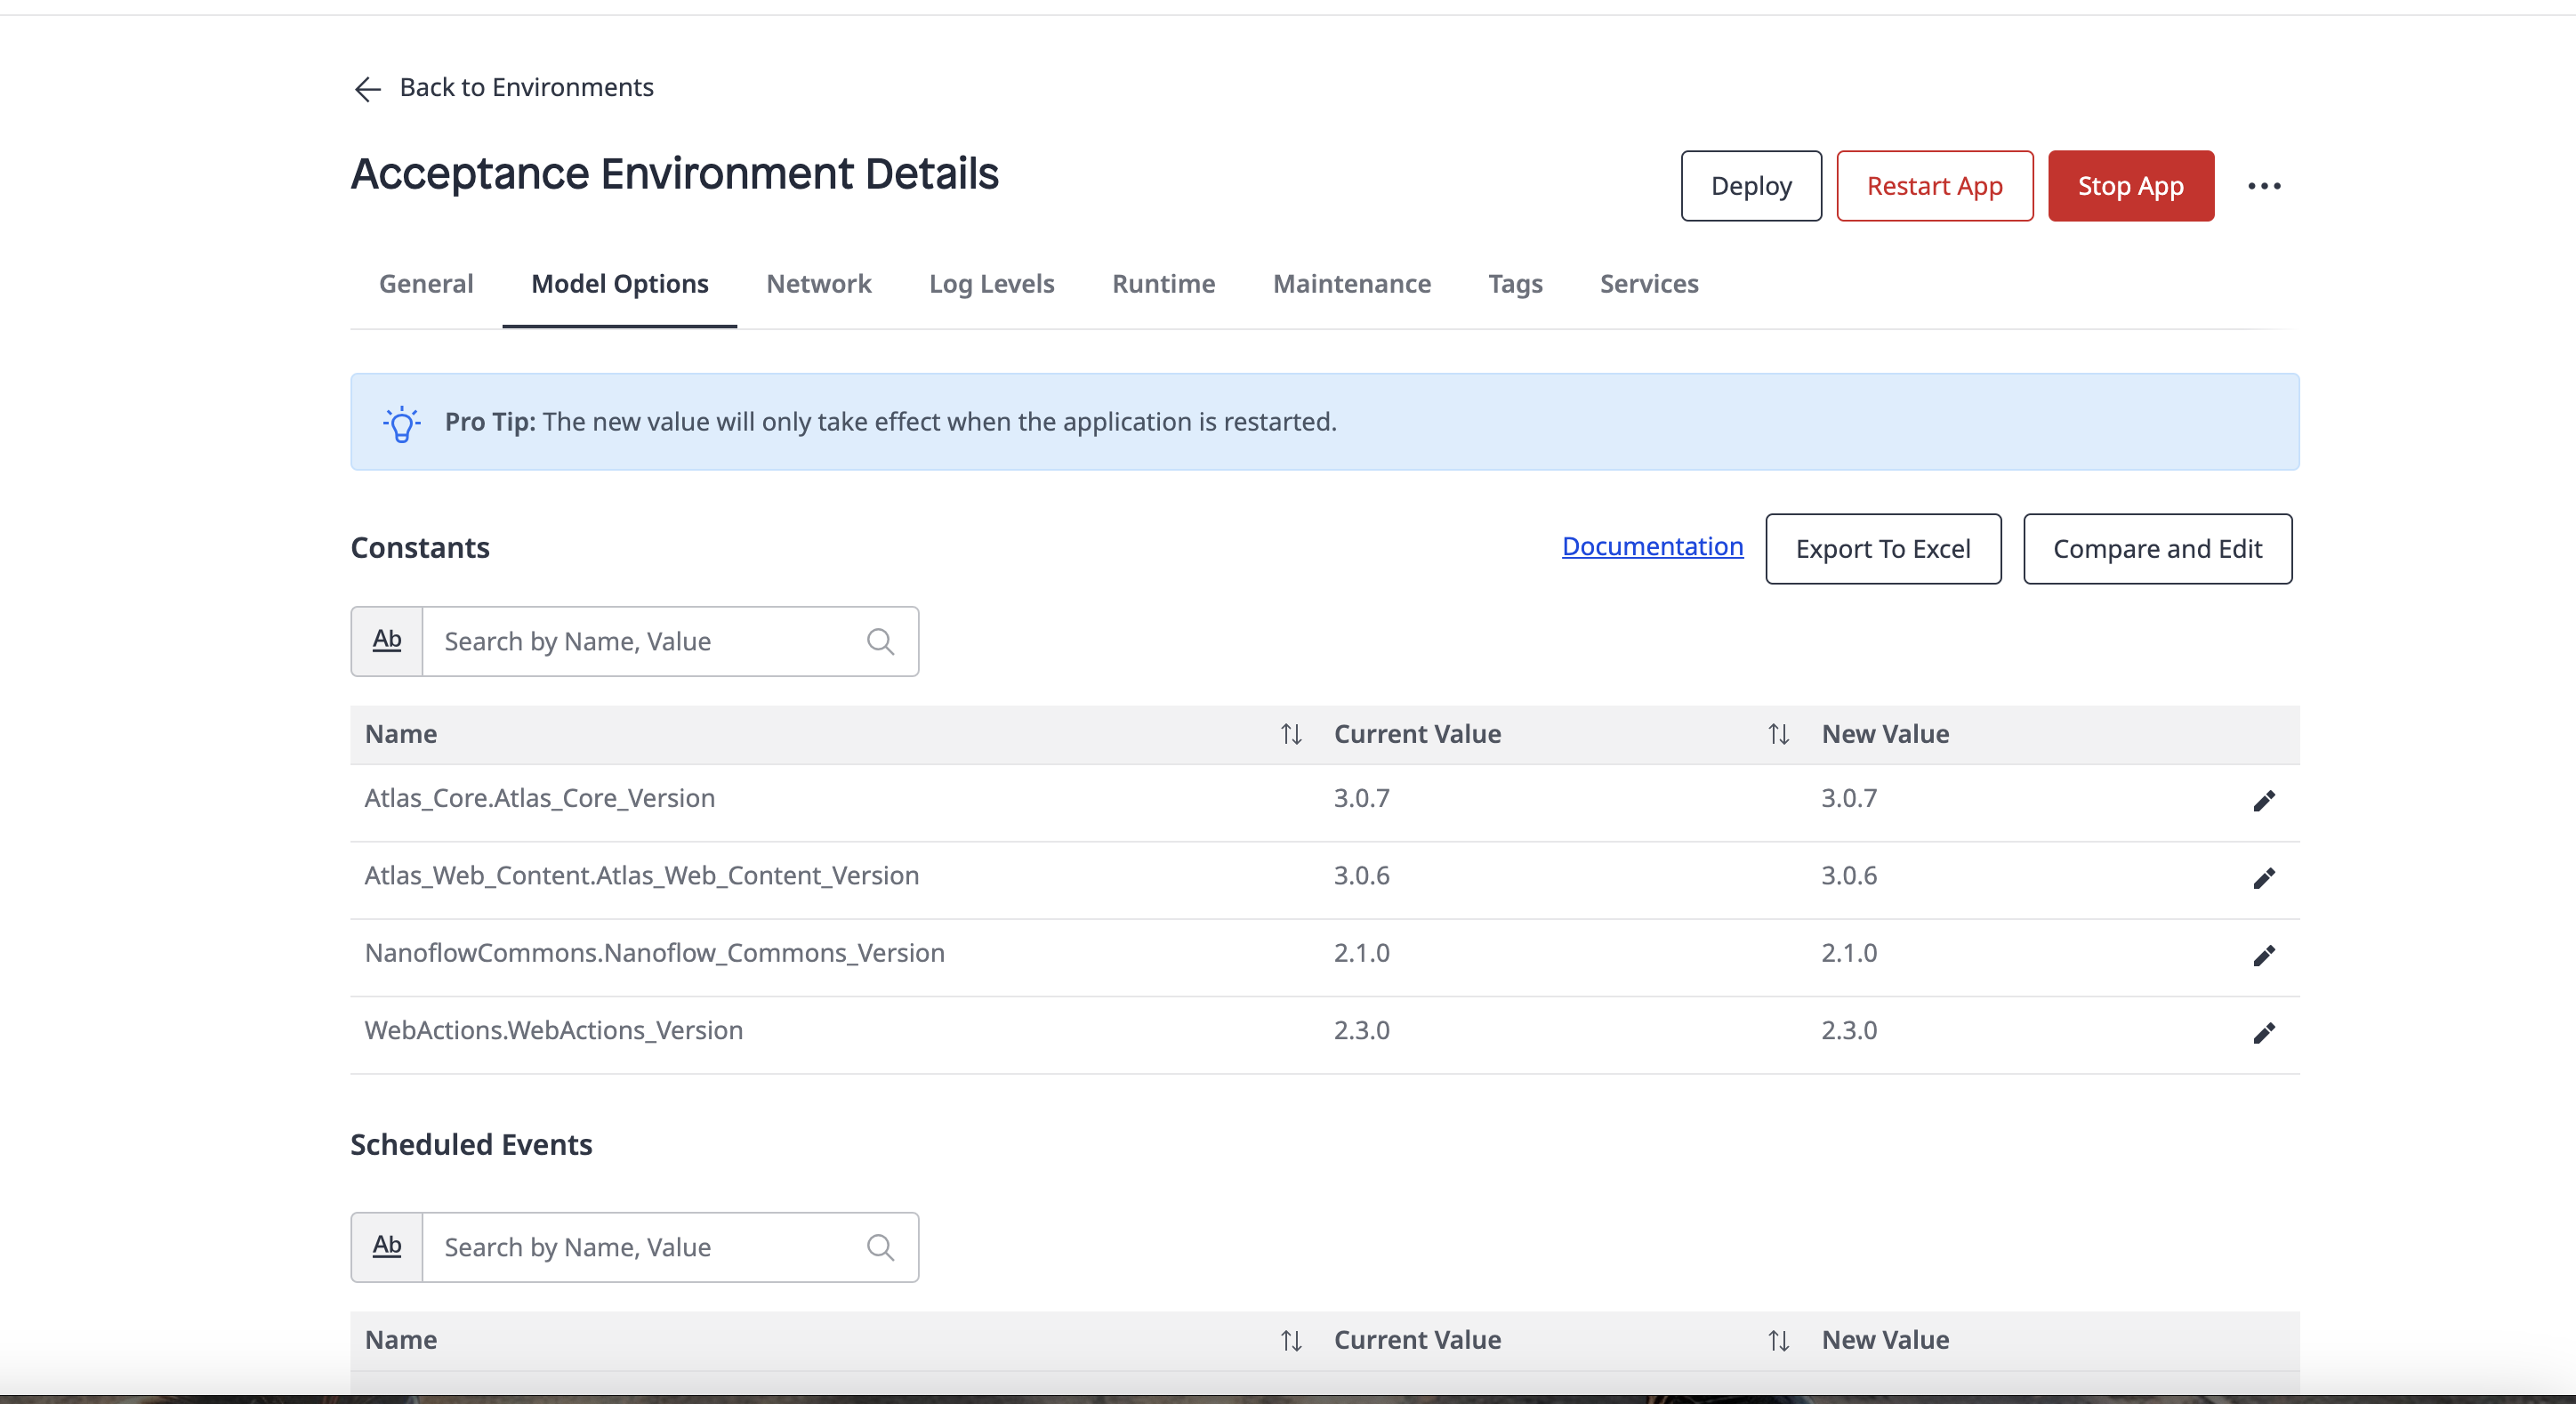 Back to Environments
Acceptance Environment Details
Deploy
Restart App
Stop App
General
Model Options
Network
Log Levels
Runtime
Maintenance
Tags
Services
Pro Tip: The new value will only take effect when the application is restarted.
Constants
Documentation
Export To Excel
Compare and Edit
Ab
Search by Name, Value
Name Current Value New Value
Atlas_Core.Atlas_Core_Version 3.0.7 3.0.7
Atlas_Web_Content.Atlas_Web_Content_Version 3.0.6 3.0.6
NanoflowCommons.Nanoflow_Commons_Version 2.1.0 2.1.0
WebActions.WebActions_Version 2.3.0 2.3.0
Scheduled Events
Ab
Search by Name, Value
Name Current Value New Value